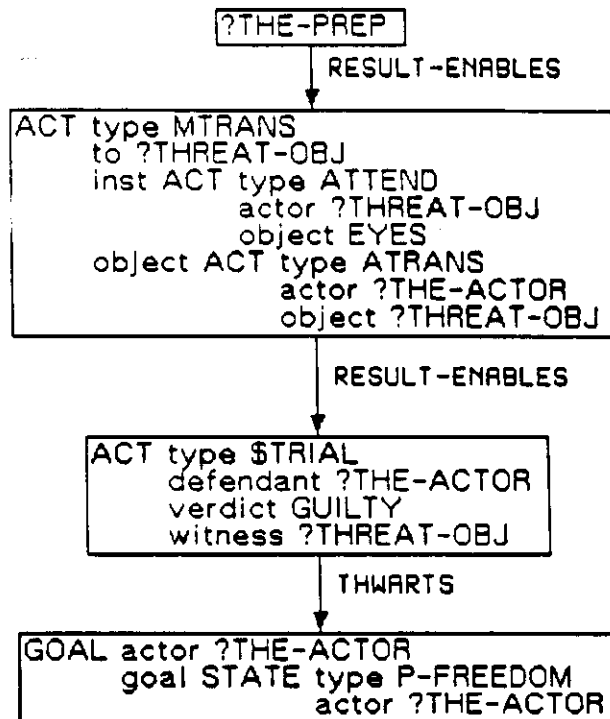 ?THE-PREP
RESULT-ENABLES
ACT type MTRANS
to ?THREAT-OBJ
inst ACT type ATTEND
actor ?THREAT-OBJ
object EYES
object ACT type ATRANS
actor ?THE-ACTOR
object ?THREAT-OBJ
RESULT-ENABLES
ACT type $TRIAL
defendant ?THE-ACTOR
verdict GUILTY
witness ?THREAT-OBJ
THWARTS
GOAL actor ?THE-ACTOR
goal STATE type P-FREEDOM
actor ?THE-ACTOR